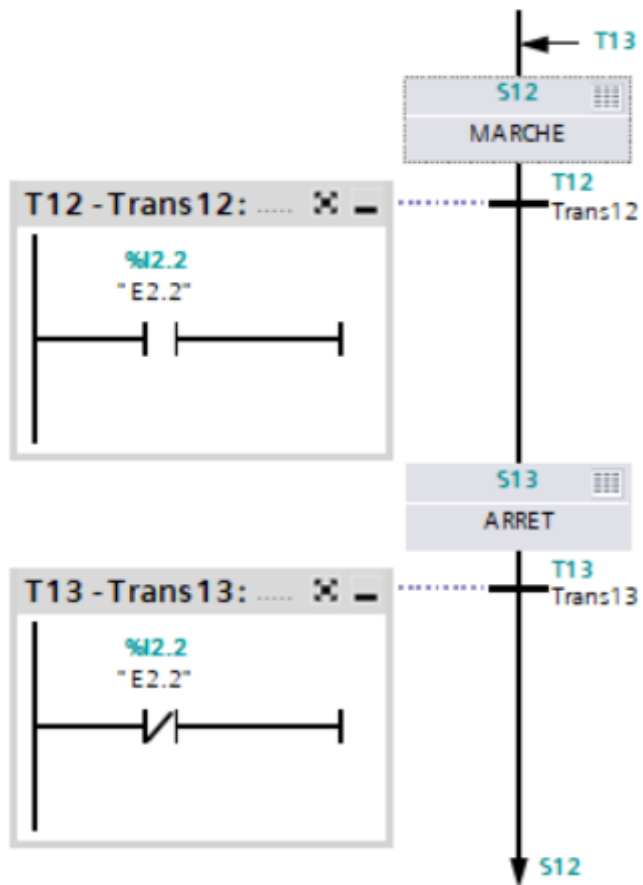 T13
S12
MARCHE
T12 - Trans12: .....
T12
Trans12
%I2.2
"E2.2"
S13
ARRET
T13 - Trans13: .....
T13
Trans13
%I2.2
"E2.2"
S12